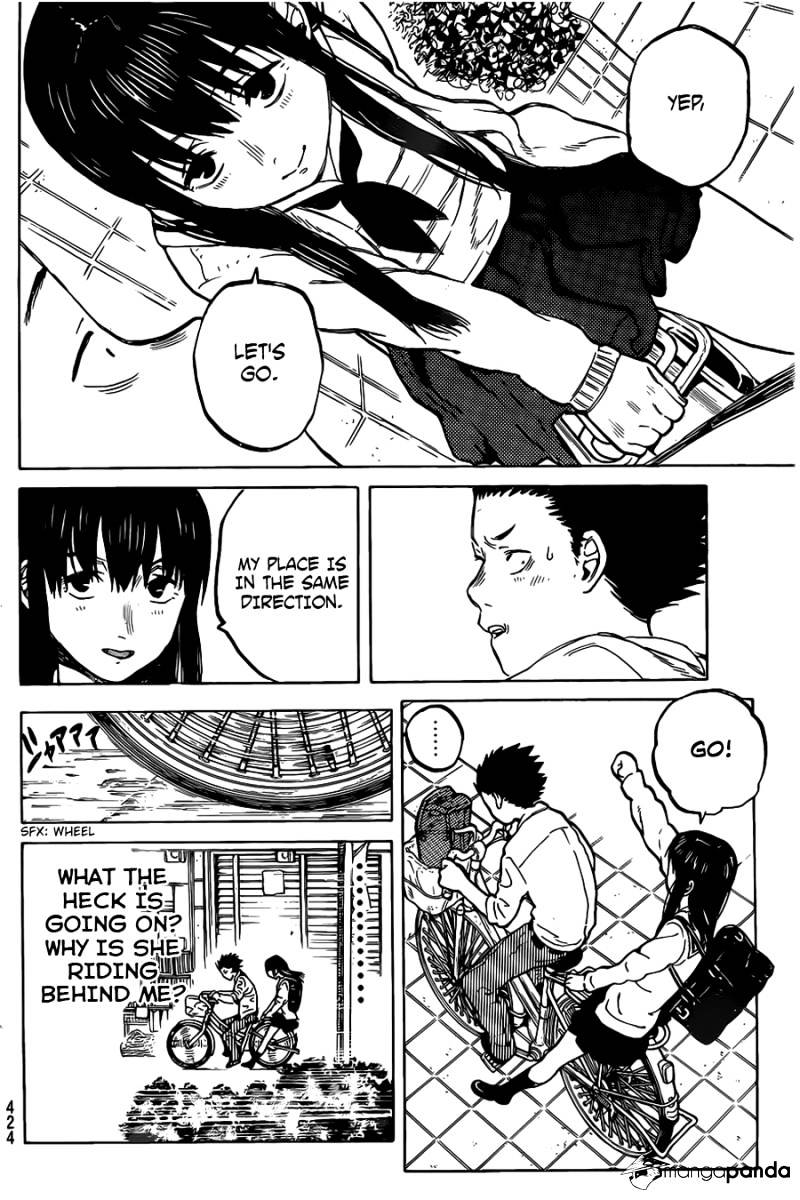 YEP,
LET'S
GO.
MY PLACE IS
IN THE SAME
DIRECTION.
GO!
......
ジャアアア
SFX: WHEEL
WHAT THE
HECK IS
GOING ON?
WHY IS SHE
RIDING
BEHIND ME?
424
mangapanda